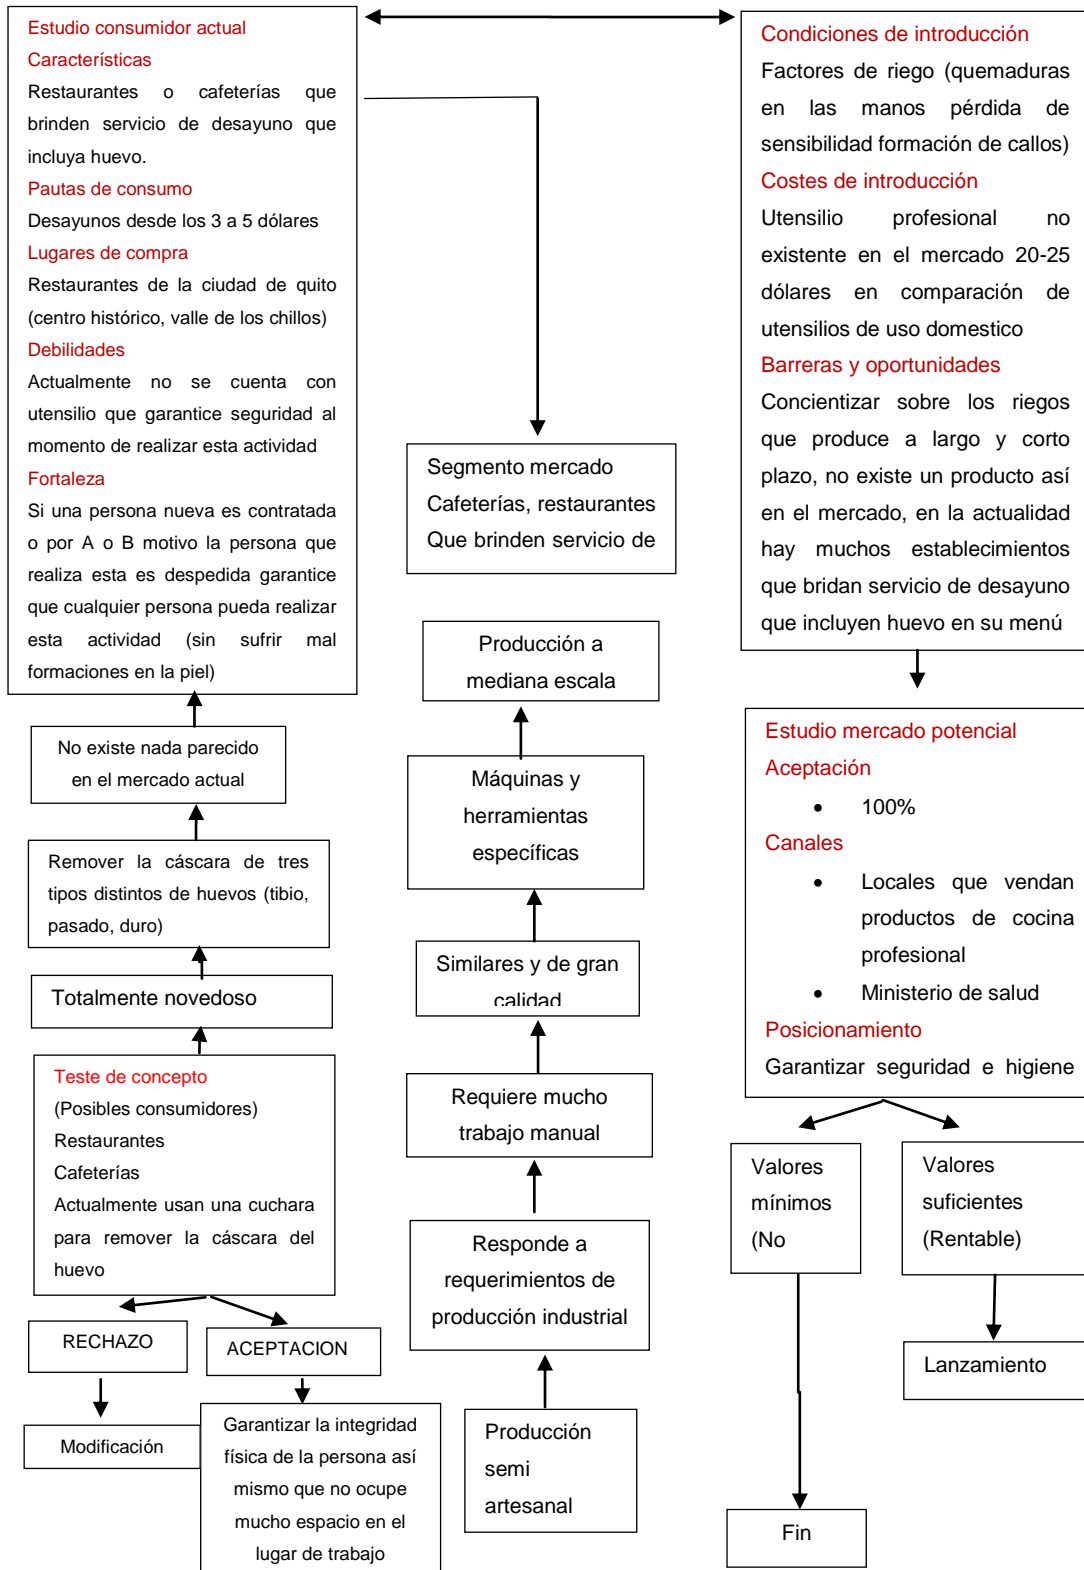 Estudio consumidor actual
Características
Restaurantes o cafeterías que
brinden servicio de desayuno que
incluya huevo.
Pautas de consumo
Desayunos desde los 3 a 5 dólares
Lugares de compra
Restaurantes de la ciudad de quito
(centro histórico, valle de los chillos)
Debilidades
Actualmente no se cuenta con
utensilio que garantice seguridad al
momento de realizar esta actividad
Fortaleza
Si una persona nueva es contratada
o por A o B motivo la persona que
realiza esta es despedida garantice
que cualquier persona pueda realizar
esta actividad (sin sufrir mal
formaciones en la piel)
No existe nada parecido
en el mercado actual
Remover la cáscara de tres
tipos distintos de huevos (tibio,
pasado, duro)
Totalmente novedoso
Teste de concepto
(Posibles consumidores)
Restaurantes
Cafeterías
Actualmente usan una cuchara
para remover la cáscara del
huevo
RECHAZO
ACEPTACION
Modificación
Garantizar la integridad
física de la persona así
mismo que no ocupe
mucho espacio en el
lugar de trabajo
Segmento mercado
Cafeterías, restaurantes
Que brinden servicio de
Producción a
mediana escala
Máquinas y
herramientas
específicas
Similares y de gran
calidad
Requiere mucho
trabajo manual
Responde a
requerimientos de
producción industrial
Producción
semi
artesanal
Condiciones de introducción
Factores de riego (quemaduras
en las manos pérdida de
sensibilidad formación de callos)
Costes de introducción
Utensilio profesional no
existente en el mercado 20-25
dólares en comparación de
utensilios de uso domestico
Barreras y oportunidades
Concientizar sobre los riegos
que produce a largo y corto
plazo, no existe un producto así
en el mercado, en la actualidad
hay muchos establecimientos
que bridan servicio de desayuno
que incluyen huevo en su menú
Estudio mercado potencial
Aceptación
• 100%
Canales
• Locales que vendan
productos de cocina
profesional
• Ministerio de salud
Posicionamiento
Garantizar seguridad e higiene
Valores
mínimos
(No
Valores
suficientes
(Rentable)
Lanzamiento
Fin